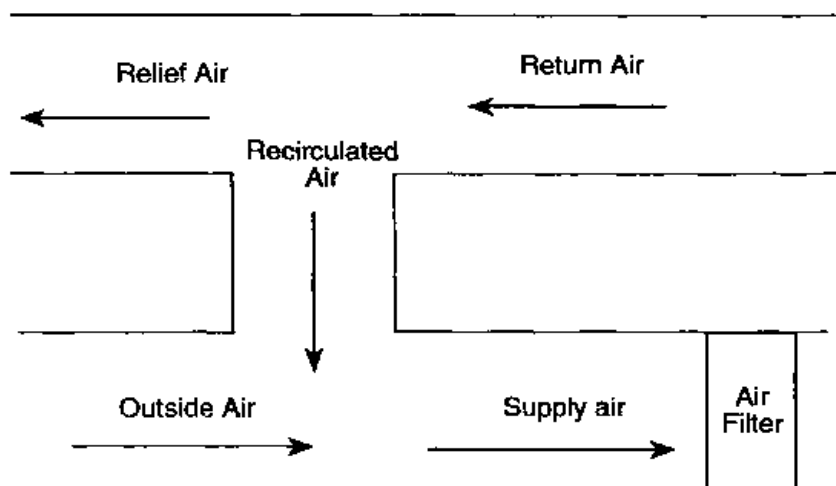 Relief Air
Return Air
Recirculated
Air
Outside Air
Supply air
Air
Filter